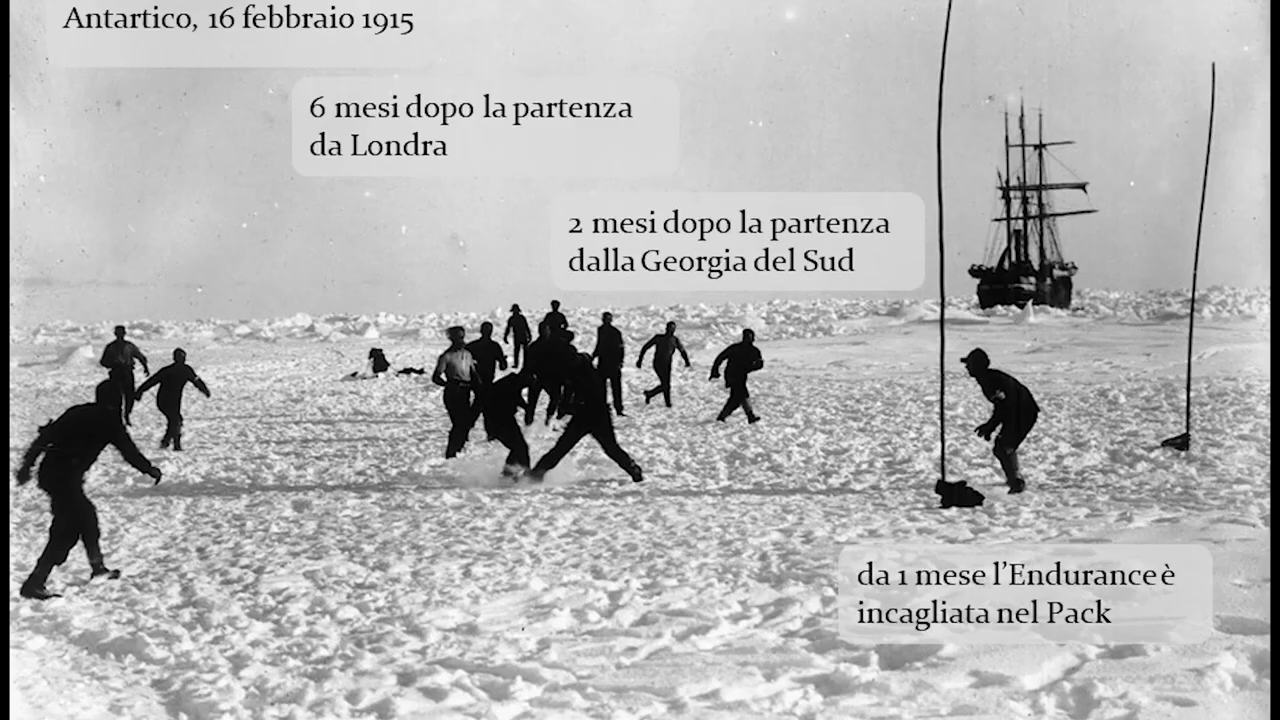 Antartico, 16 febbraio 1915
6 mesi dopo la partenza
da Londra
2 mesi dopo la partenza
dalla Georgia del Sud
da 1 mese l'Endurance è
incagliata nel Pack